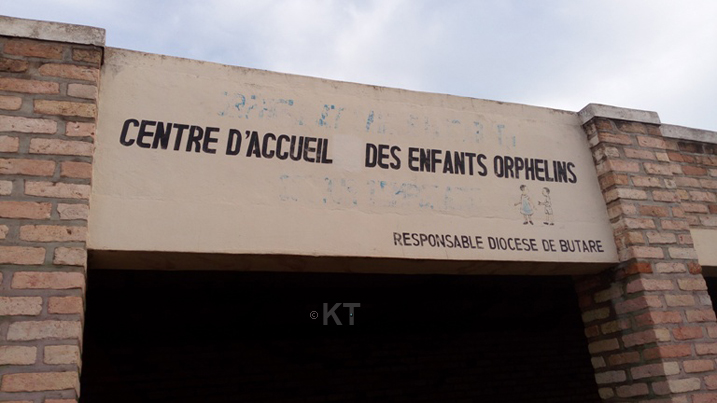 CENTRE D'ACCUEIL DES ENFANTS ORPHELINS
RESPONSABLE DIOCESE DE BUTARE
© KT